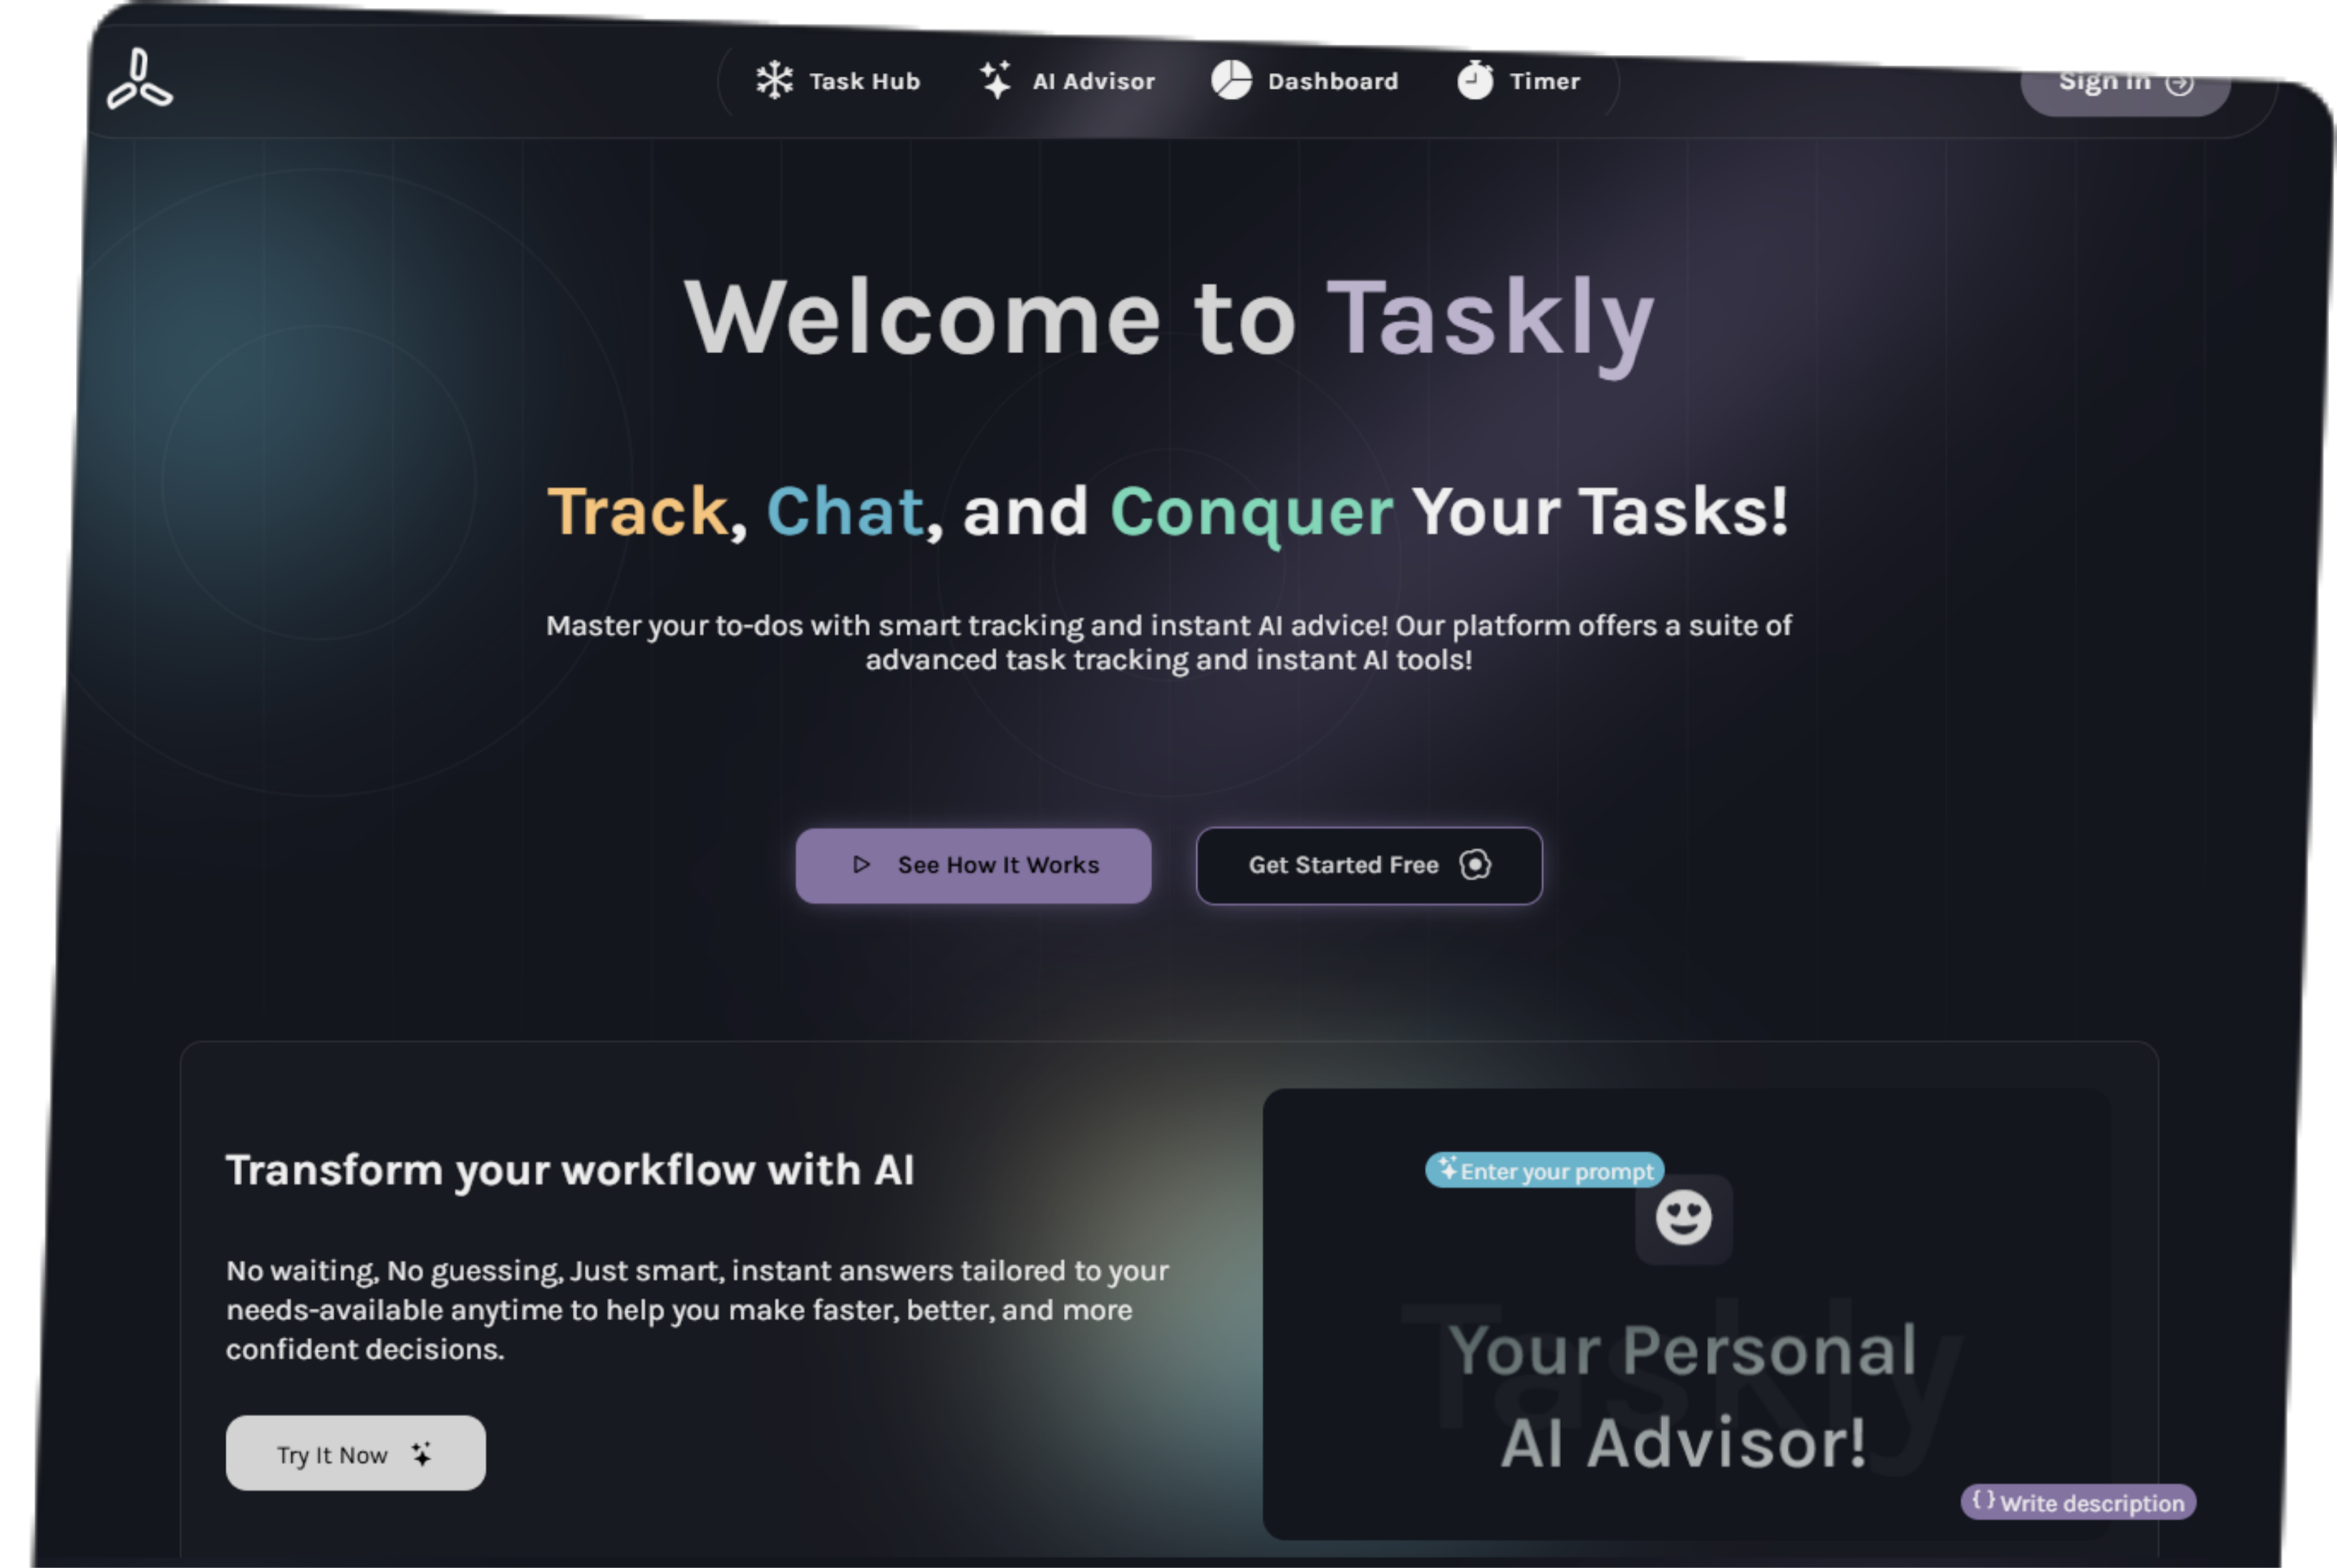 Task Hub
AI Advisor
Dashboard
Timer
Sign in
Welcome to Taskly
Track, Chat, and Conquer Your Tasks!
Master your to-dos with smart tracking and instant AI advice! Our platform offers a suite of
advanced task tracking and instant AI tools!
See How It Works
Get Started Free
Transform your workflow with AI
No waiting, No guessing, Just smart, instant answers tailored to your
needs-available anytime to help you make faster, better, and more
confident decisions.
Try It Now
Enter your prompt
Taskly
Your Personal
AI Advisor!
{ } Write description